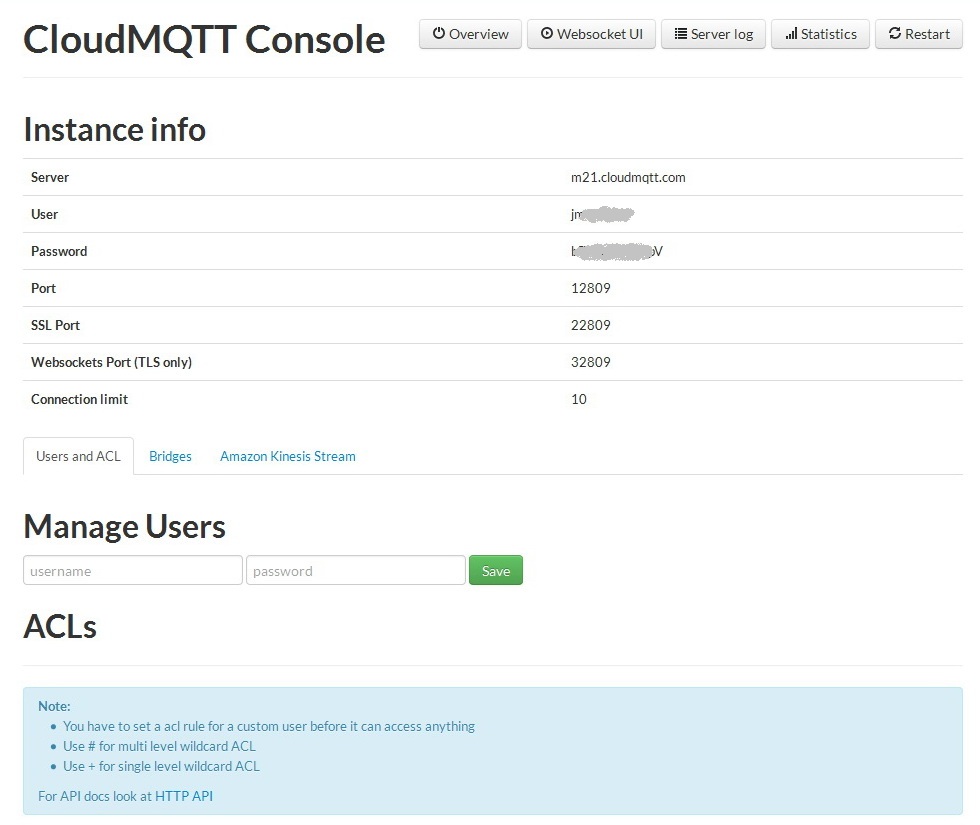 CloudMQTT Console
Overview
Websocket UI
Server log
Statistics
Restart
Instance info
Server m21.cloudmqtt.com
User
Password
Port 12809
SSL Port 22809
Websockets Port (TLS only) 32809
Connection limit 10
Users and ACL
Bridges
Amazon Kinesis Stream
Manage Users
username
password
Save
ACLs
Note:
• You have to set a acl rule for a custom user before it can access anything
• Use # for multi level wildcard ACL
• Use + for single level wildcard ACL
For API docs look at HTTP API